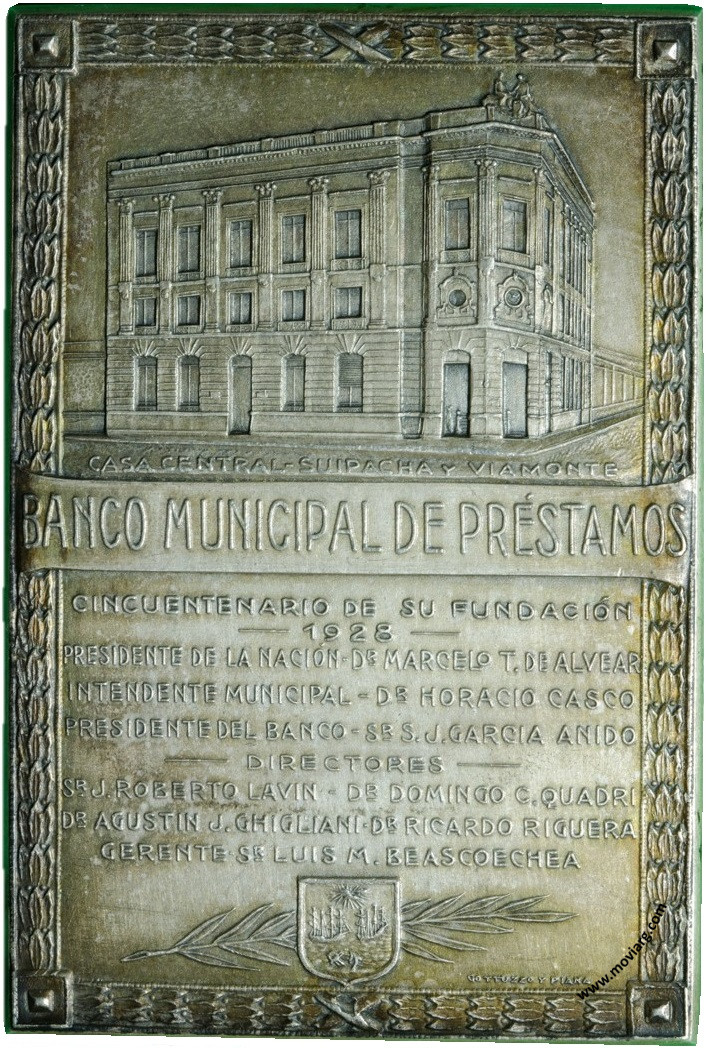 CASA CENTRAL-SUIPACHA Y VIAMONTE
BANCO MUNICIPAL DE PRÉSTAMOS
CINCUENTENARIO DE SU FUNDACIÓN
— 1928 —
PRESIDENTE DE LA NACIÓN-DR MARCELO T. DE ALVEAR
INTENDENTE MUNICIPAL - DR HORACIO CASCO
PRESIDENTE DEL BANCO - SR S. J. GARCIA ANIDO
— DIRECTORES —
SR J. ROBERTO LAVIN - DR DOMINGO C. QUADRI
DR AGUSTIN J. GHIGLIANI-DR RICARDO RIGUERA
GERENTE-SR LUIS M. BEASCOECHEA
GOTTUZZO Y PIANA
www.moviarg.com